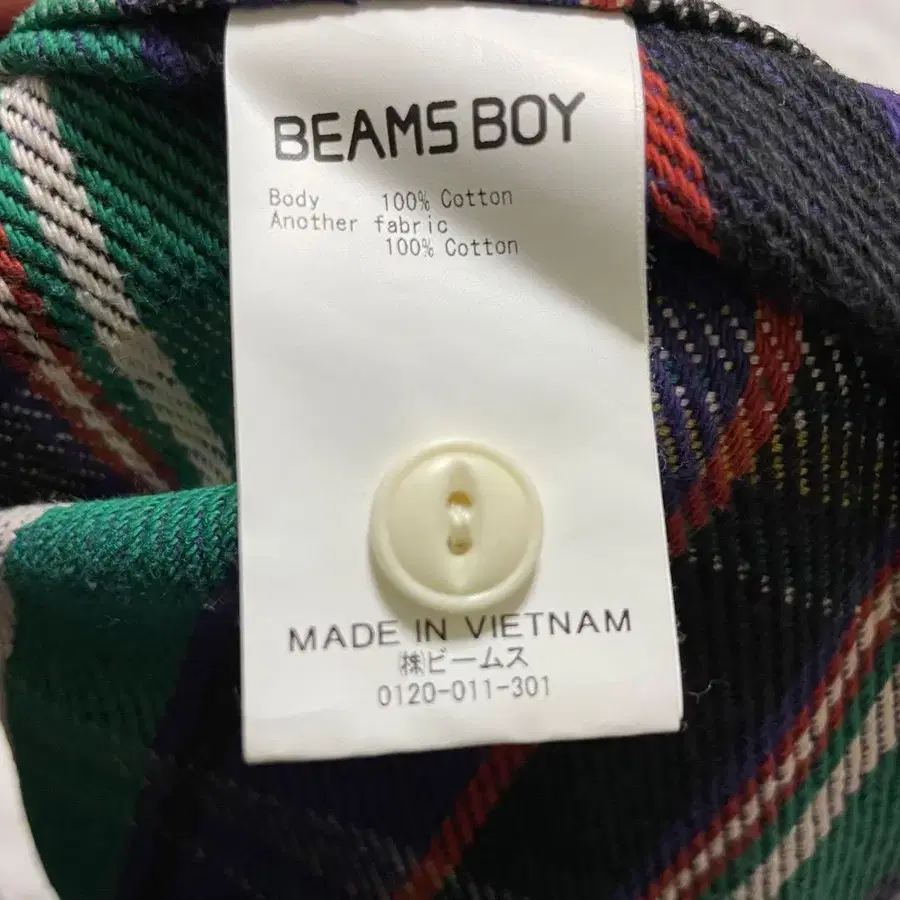 BEAMS BOY
Body 100% Cotton
Another fabric
100% Cotton
MADE IN VIETNAM
㈱ビームス
0120-011-301